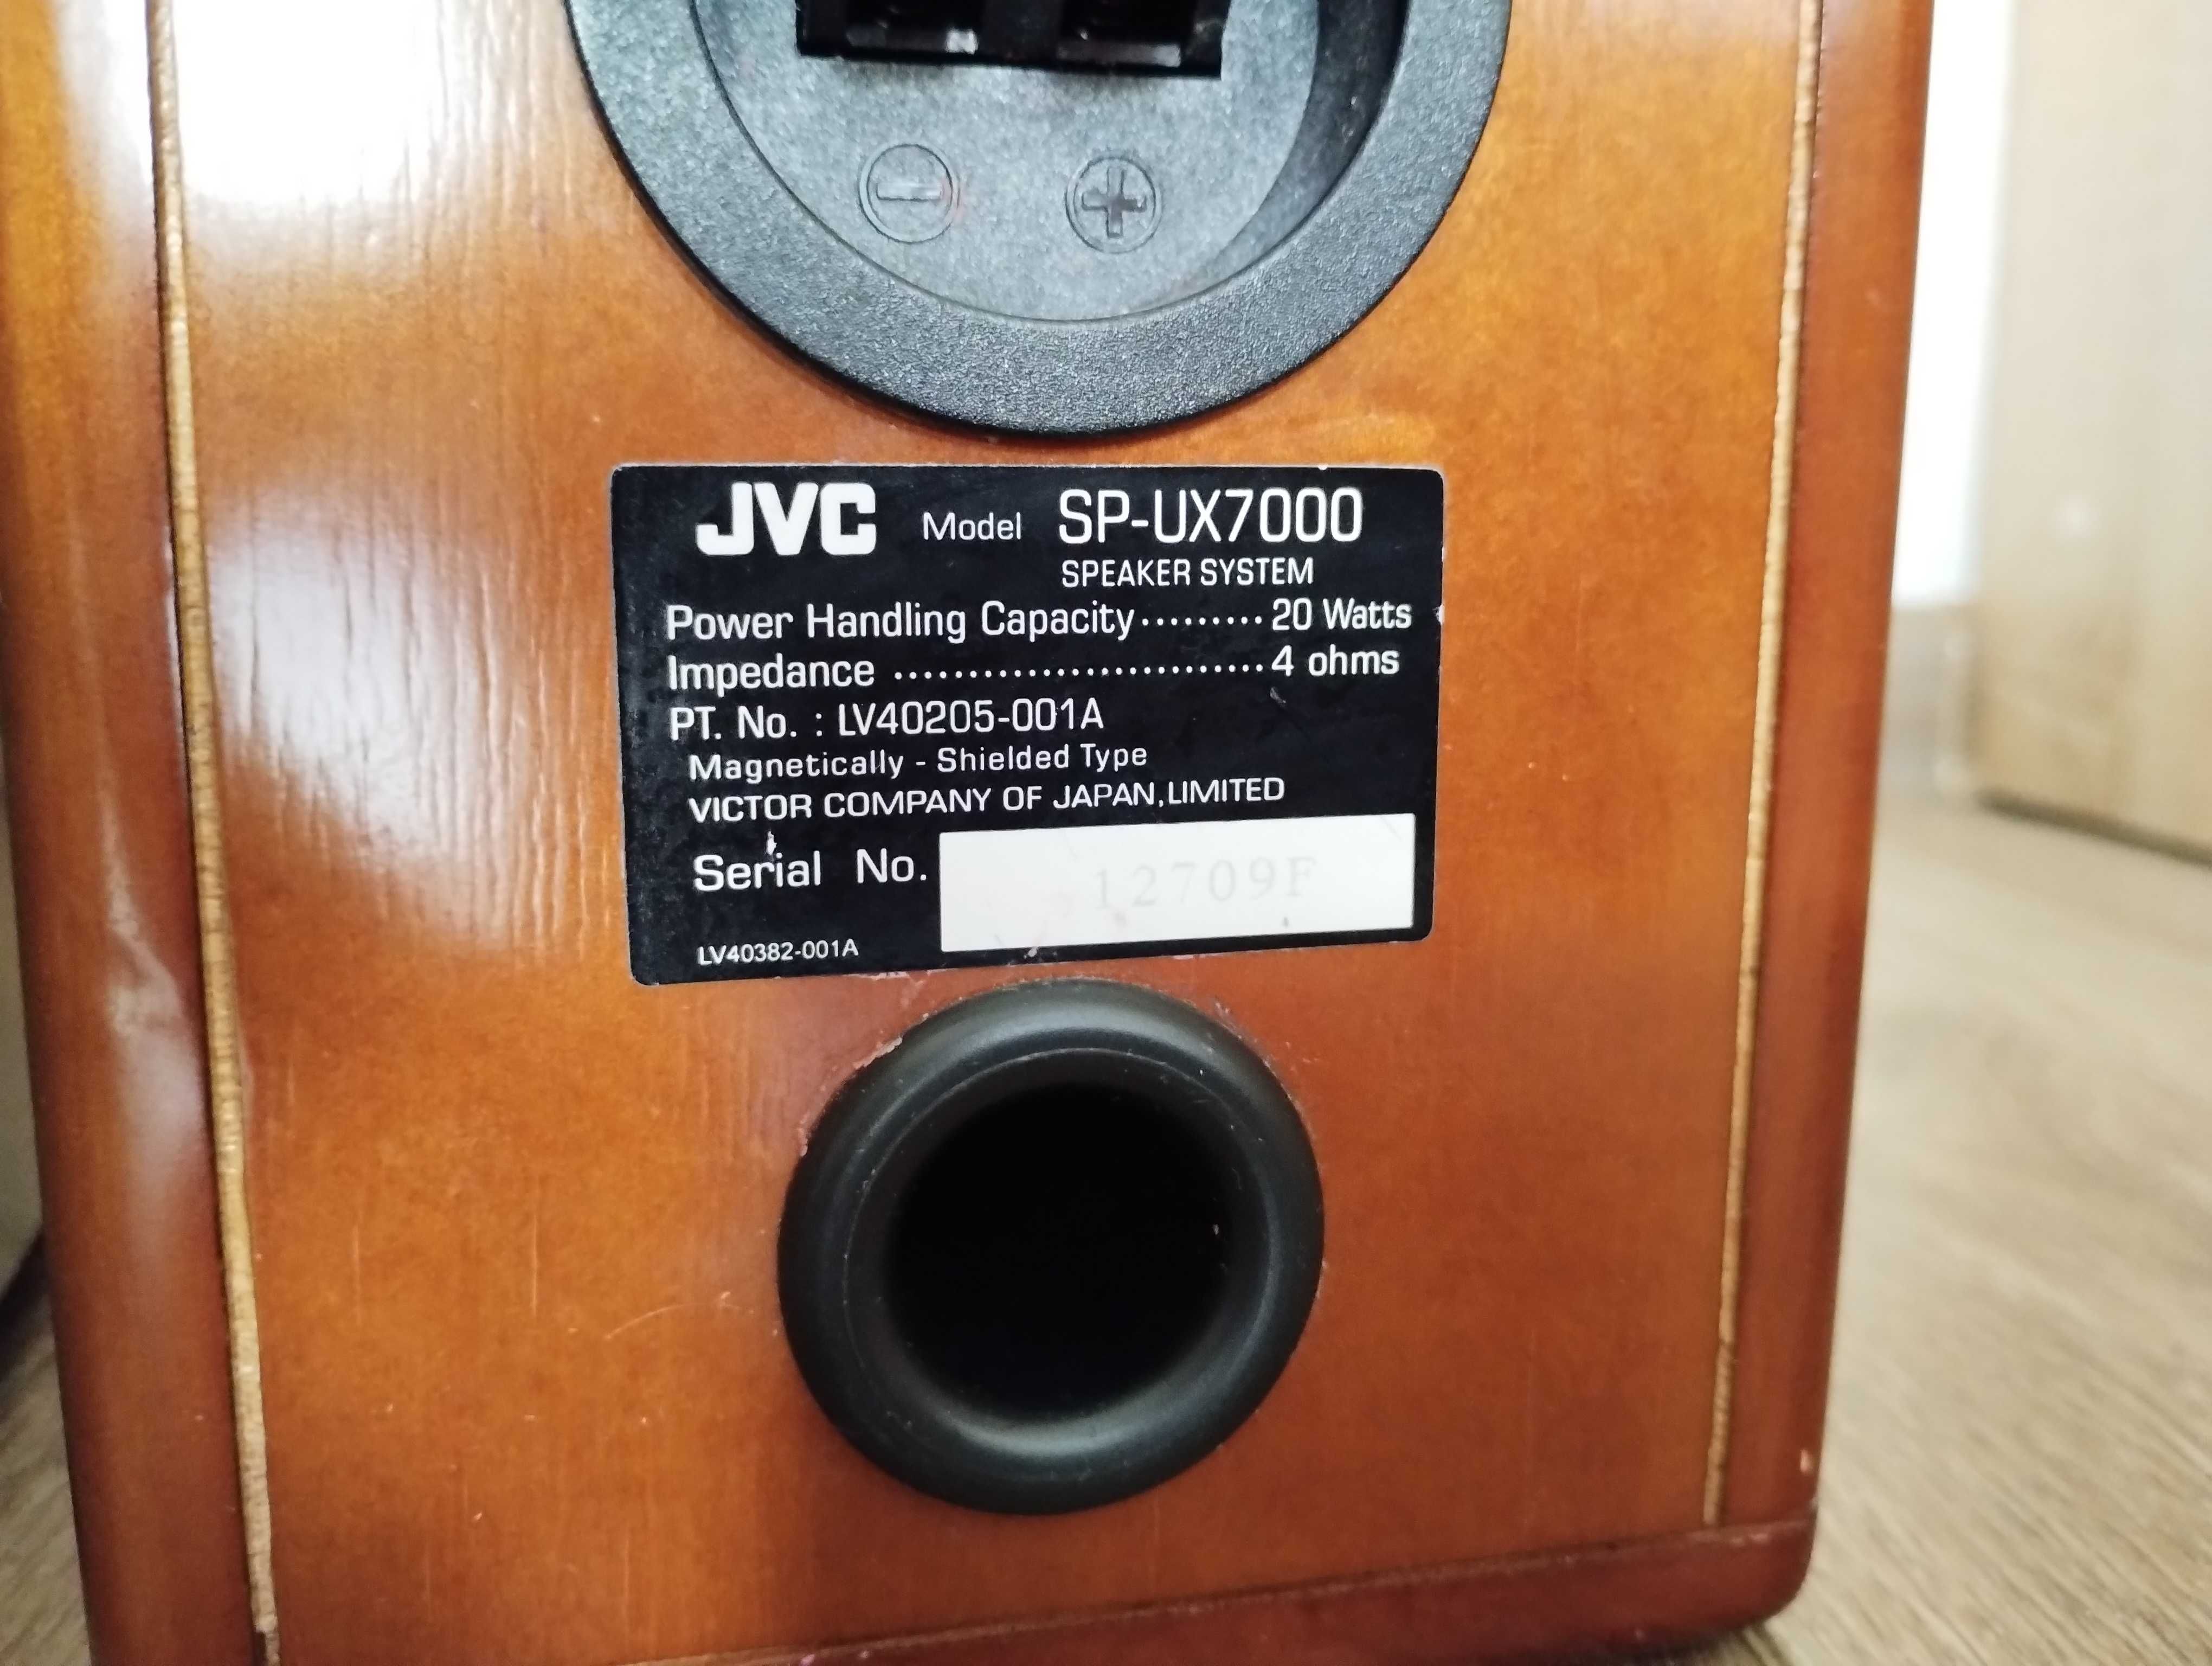 JVC Model SP-UX7000
SPEAKER SYSTEM
Power Handling Capacity·········20 Watts
Impedance ····························4 ohms
PT. No. : LV40205-001A
Magnetically - Shielded Type
VICTOR COMPANY OF JAPAN,LIMITED
Serial No. 12709F
LV40382-001A